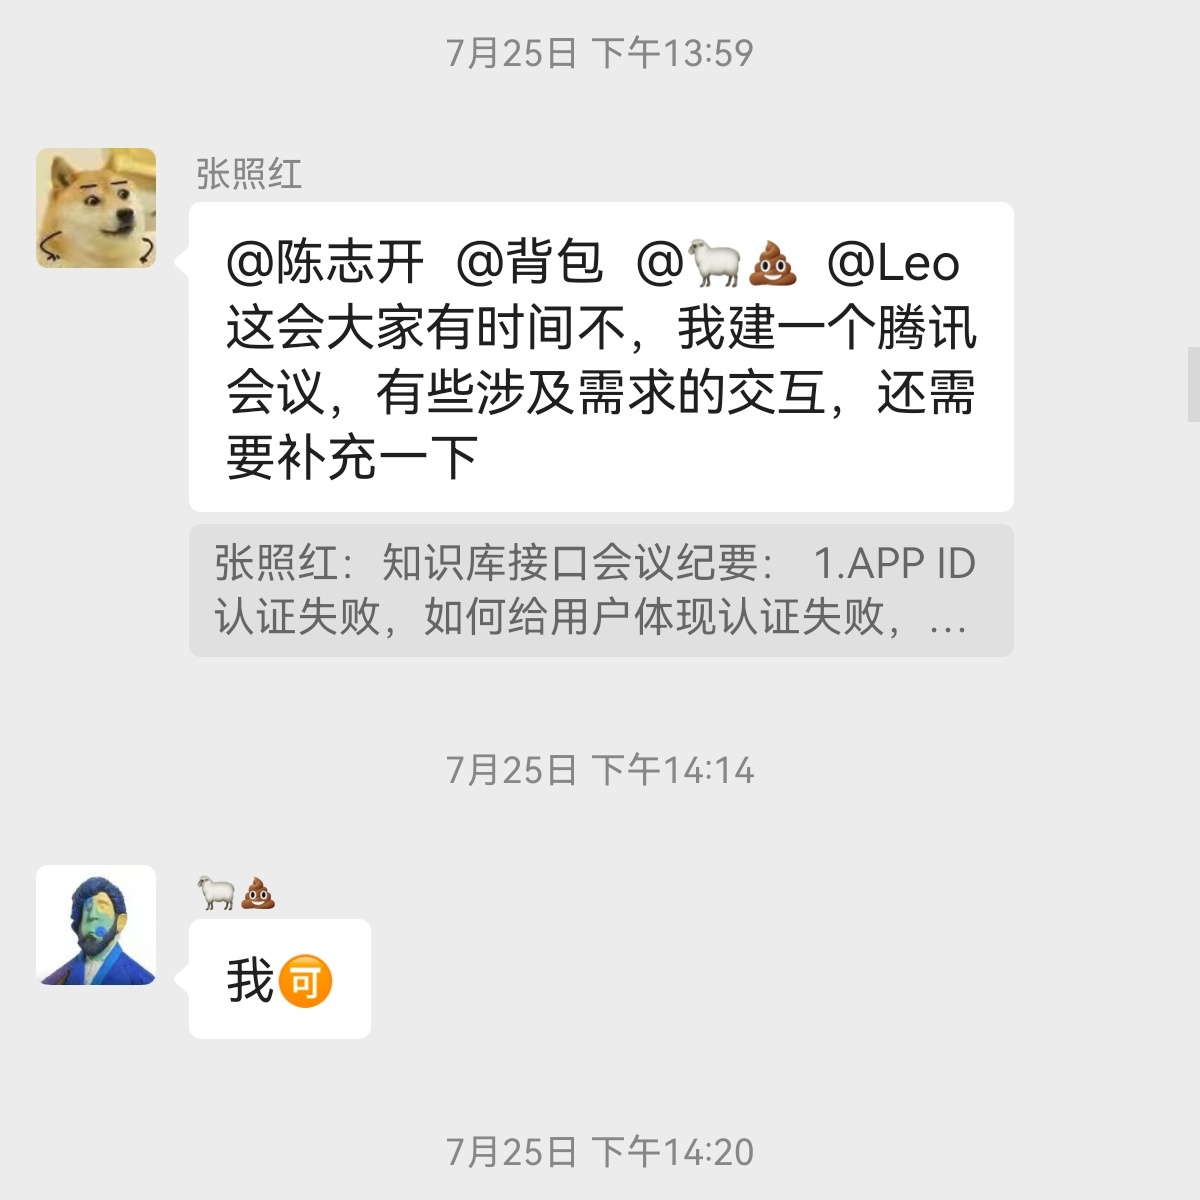 7月25日 下午13:59
张照红
@陈志开 @背包 @🐑💩 @Leo
这会大家有时间不，我建一个腾讯
会议，有些涉及需求的交互，还需
要补充一下
张照红：知识库接口会议纪要： 1.APP ID
认证失败，如何给用户体现认证失败，...
7月25日 下午14:14
🐑💩
我🉑
7月25日 下午14:20